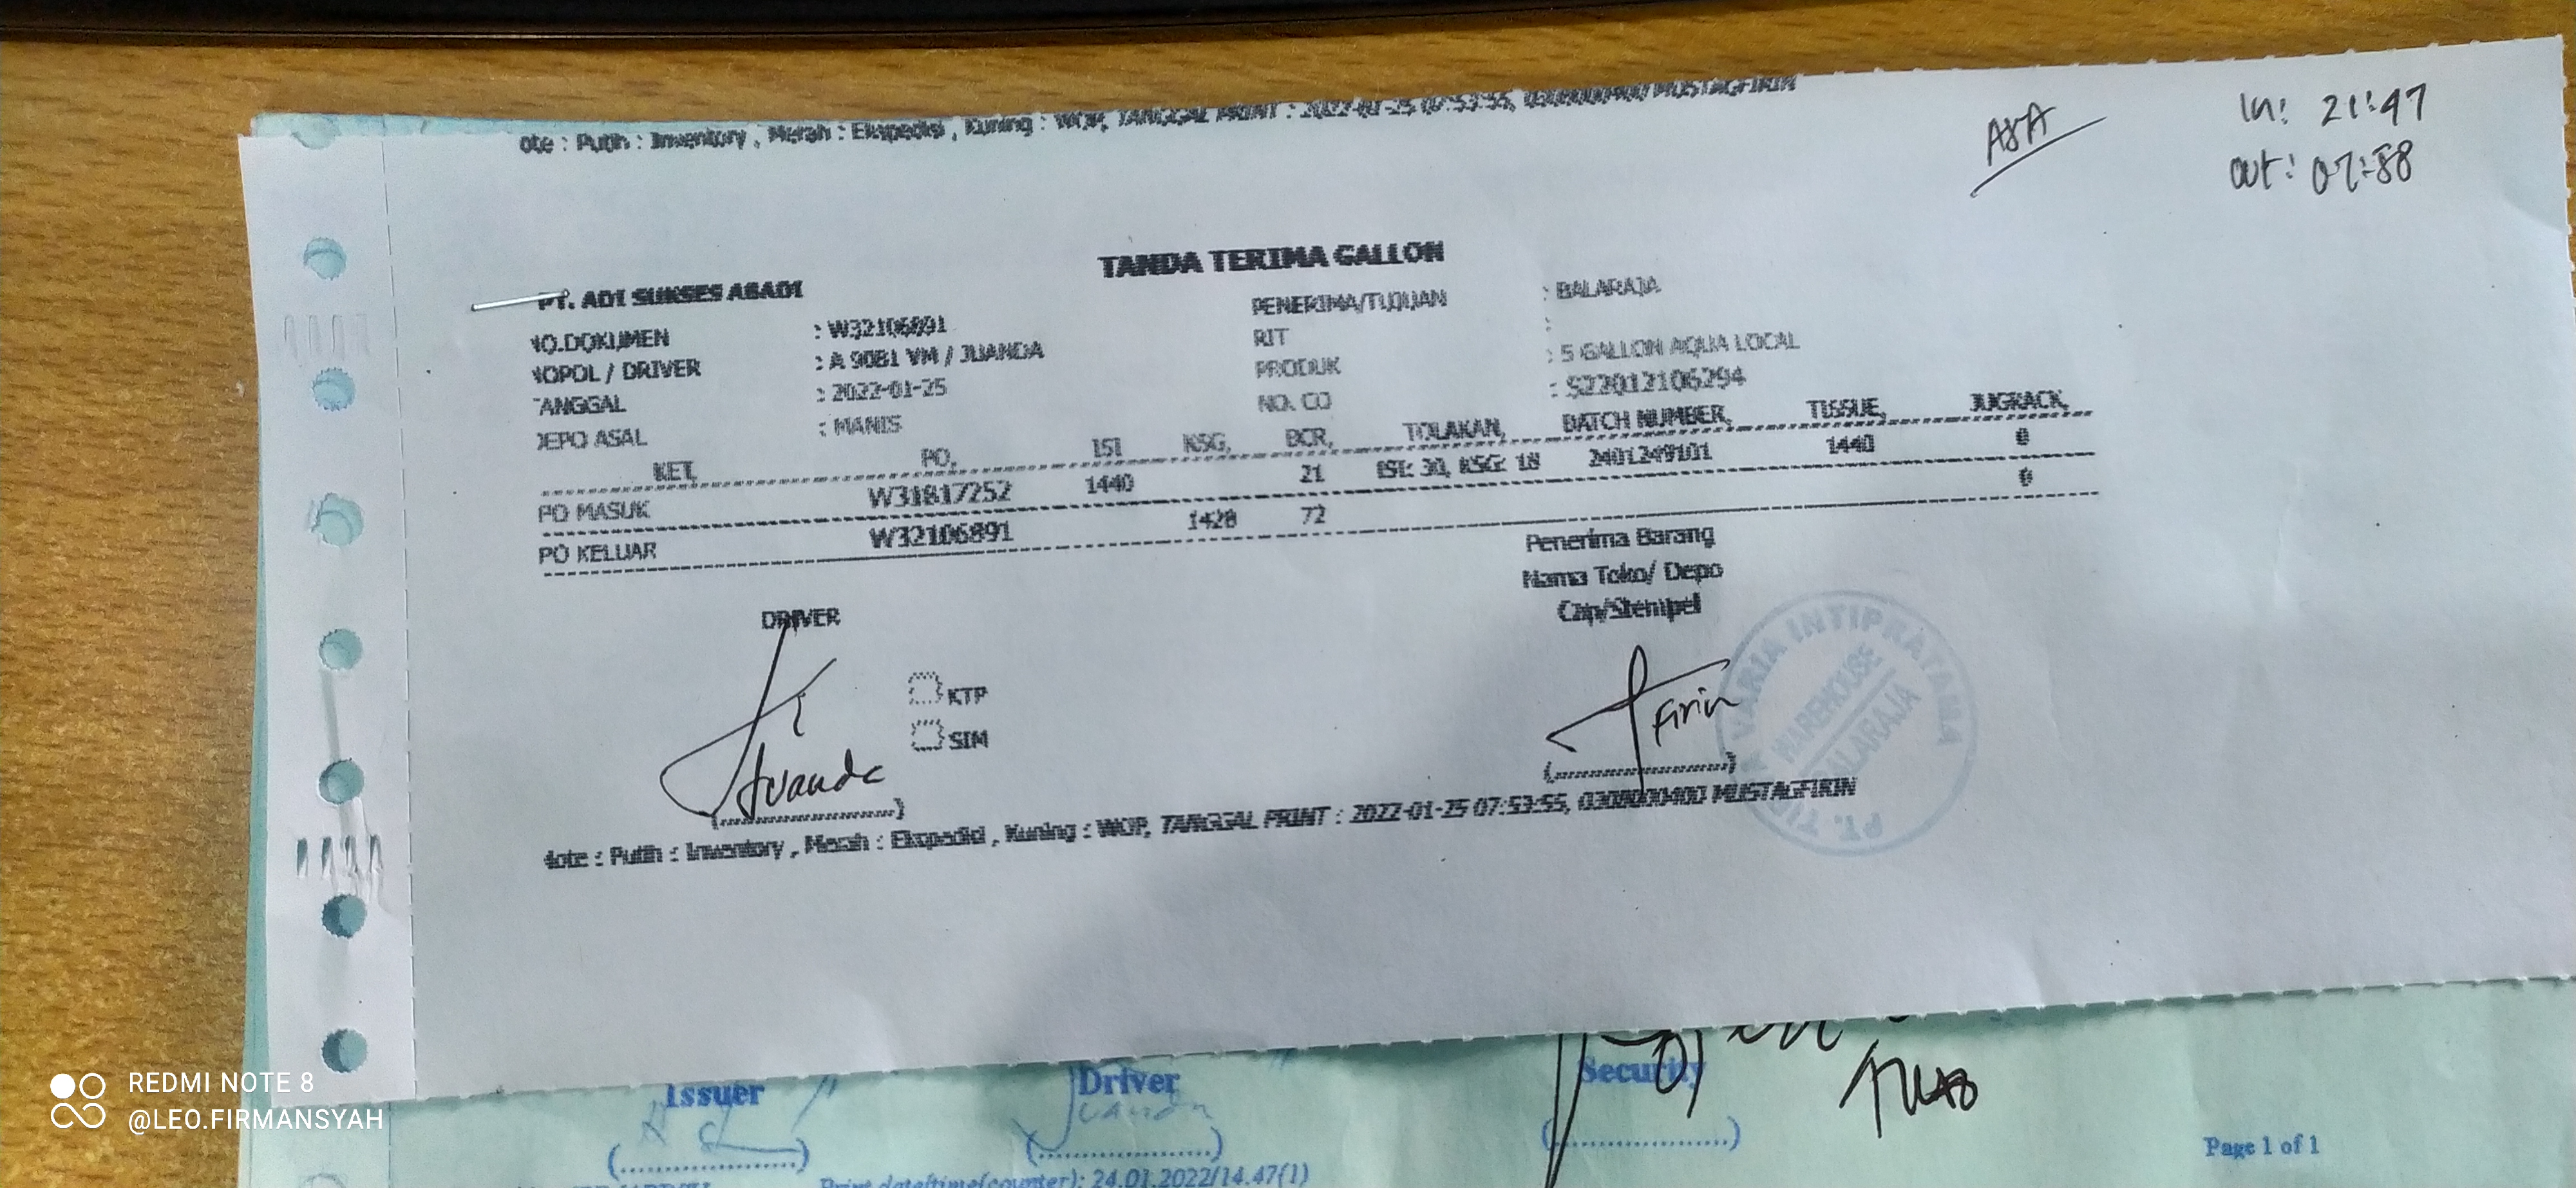 ote : Putih : Inventory , Merah : Ekspedisi , Kuning : WOP, TANGGAL PRINT : 2022-01-25 07:53:55, 0308000400 MUSTAGFIRIN
ASA
In: 21:47
Out: 07:58
TANDA TERIMA GALLON
PT. ADI SUKSES ABADI
NO.DOKUMEN : W32106891
NOPOL / DRIVER : A 9081 VM / JUANDA
TANGGAL : 2022-01-25
DEPO ASAL : MANIS
PENERIMA/TUJUAN : BALARAJA
RIT :
PRODUK : 5 GALLON AQUA LOCAL
NO. CO : S22012106294
KET, PO, ISI KSG, BCR, TOLAKAN, BATCH NUMBER, TISSUE, JUGRACK,
PO MASUK W31817252 1440 21 ISI: 30, KSG: 18 2401249101 1440 0
PO KELUAR W32106891 1428 72 0
Penerima Barang
Nama Toko/ Depo
DRIVER Cap/Stempel
KTP
SIM
Juanda
Firin
PT. TIRTA VARIA INTIPRATAMA
WAREHOUSE
BALARAJA
Note : Putih : Inventory , Merah : Ekspedisi , Kuning : WOP, TANGGAL PRINT : 2022-01-25 07:53:55, 0308000400 MUSTAGFIRIN
Issuer Driver Security
Juanda
(....................) (....................) (....................)
Page 1 of 1
Print date/time(counter): 24.01.2022/14.47(1)
REDMI NOTE 8
@LEO.FIRMANSYAH